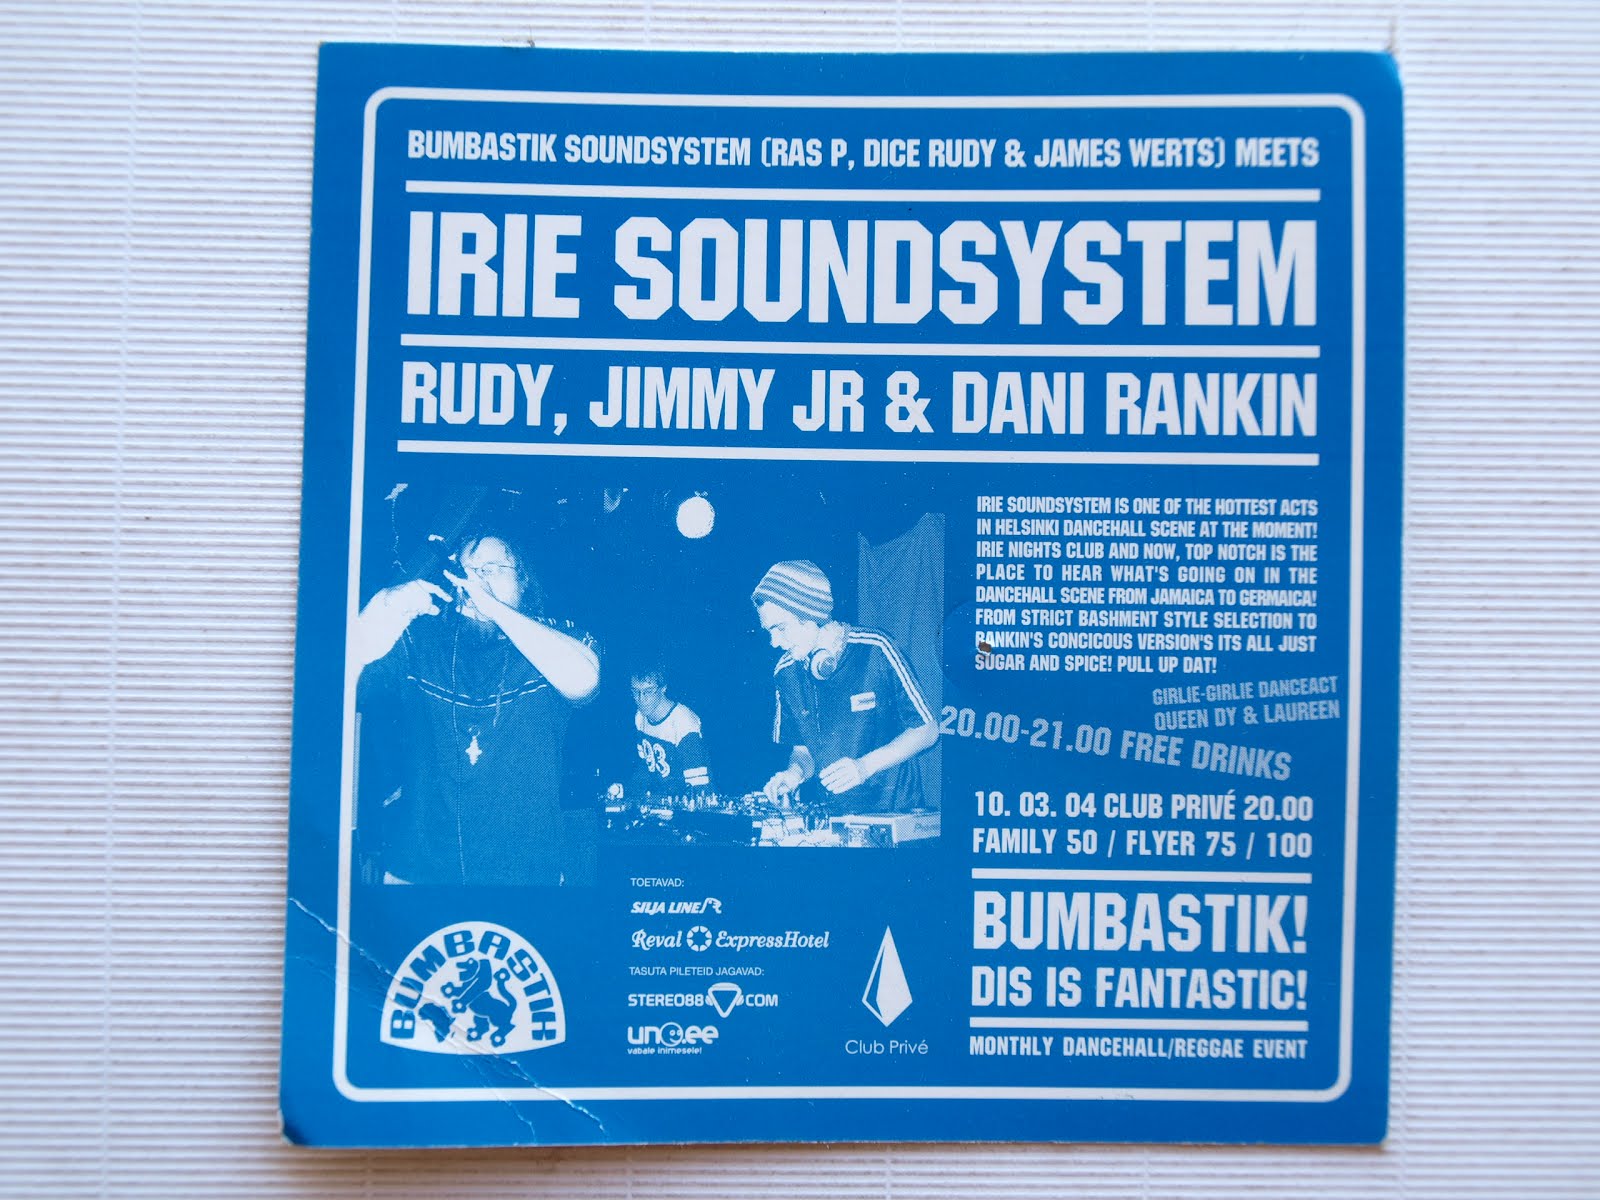 BUMBASTIK SOUNDSYSTEM (RAS P, DICE RUDY & JAMES WERTS) MEETS
IRIE SOUNDSYSTEM
RUDY, JIMMY JR & DANI RANKIN
IRIE SOUNDSYSTEM IS ONE OF THE HOTTEST ACTS
IN HELSINKI DANCEHALL SCENE AT THE MOMENT!
IRIE NIGHTS CLUB AND NOW, TOP NOTCH IS THE
PLACE TO HEAR WHAT'S GOING ON IN THE
DANCEHALL SCENE FROM JAMAICA TO GERMAICA!
FROM STRICT BASHMENT STYLE SELECTION TO
RANKIN'S CONCICOUS VERSION'S ITS ALL JUST
SUGAR AND SPICE! PULL UP DAT!
GIRLIE-GIRLIE DANCEACT
QUEEN DY & LAUREEN
20.00-21.00 FREE DRINKS
10. 03. 04 CLUB PRIVÉ 20.00
FAMILY 50 / FLYER 75 / 100
BUMBASTIK!
DIS IS FANTASTIC!
MONTHLY DANCEHALL/REGGAE EVENT
93
TOETAVAD:
SILJA LINE
Reval ExpressHotel
TASUTA PILETEID JAGAVAD:
STEREO88 COM
uno.ee
vabale inimesele!
Club Privé
BUMBASTIK